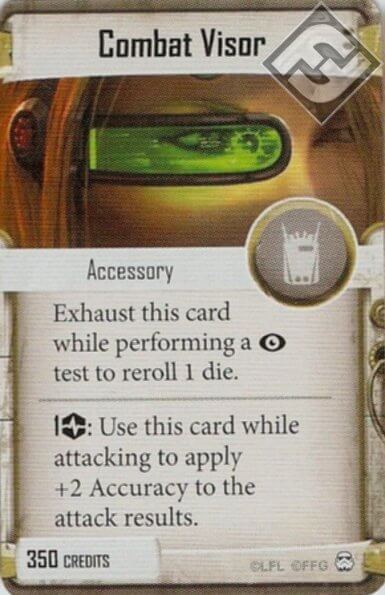 Combat Visor
Accessory
Exhaust this card
while performing a
test to reroll 1 die.
1: Use this card while
attacking to apply
+2 Accuracy to the
attack results.
350 CREDITS
©LFL ©FFG